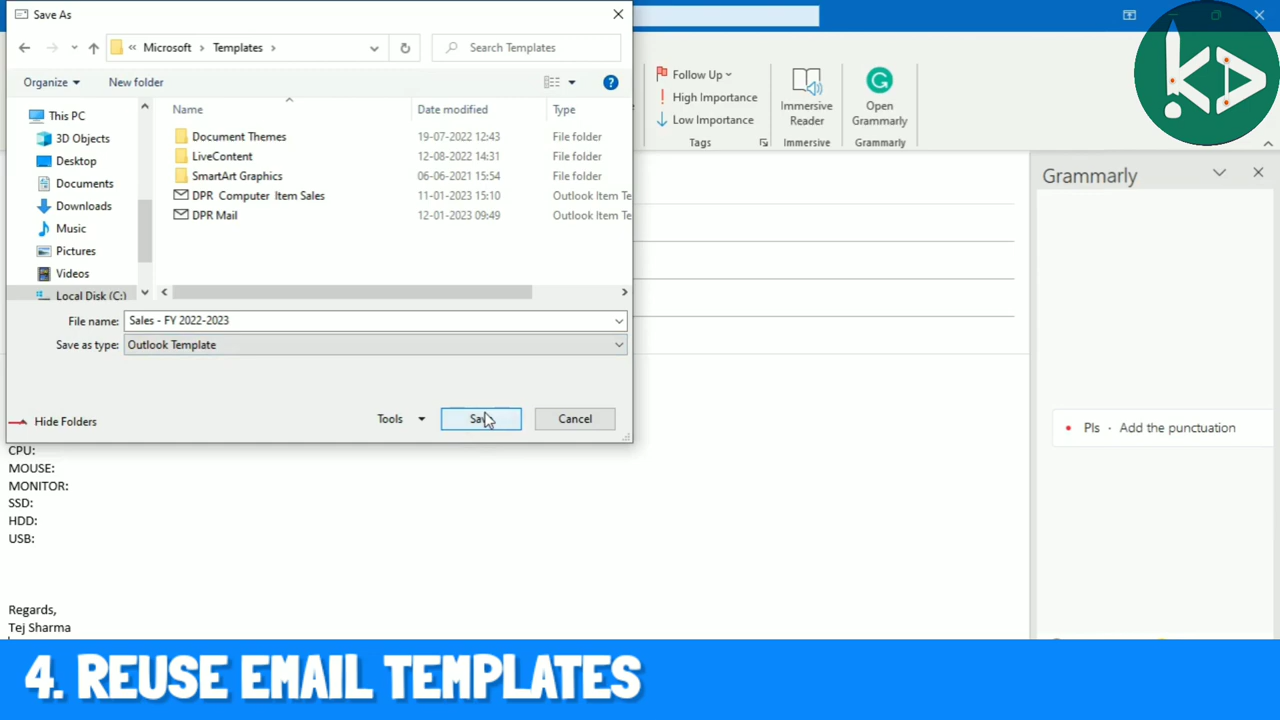 Save As
Microsoft
Templates
Search Templates
Organize
New folder
Name
Date modified
Type
This PC
3D Objects
Desktop
Documents
Downloads
Music
Pictures
Videos
Local Disk (C:)
Document Themes 19-07-2022 12:43 File folder
LiveContent 12-08-2022 14:31 File folder
SmartArt Graphics 06-06-2021 15:54 File folder
DPR Computer Item Sales 11-01-2023 15:10 Outlook Item Te
DPR Mail 12-01-2023 09:49 Outlook Item Te
File name: Sales - FY 2022-2023
Save as type: Outlook Template
Hide Folders
Tools
Save
Cancel
Follow Up
High Importance
Low Importance
Tags
Immersive
Reader
Immersive
Open
Grammarly
Grammarly
KD
Grammarly
Pls · Add the punctuation
CPU:
MOUSE:
MONITOR:
SSD:
HDD:
USB:
Regards,
Tej Sharma
4. REUSE EMAIL TEMPLATES